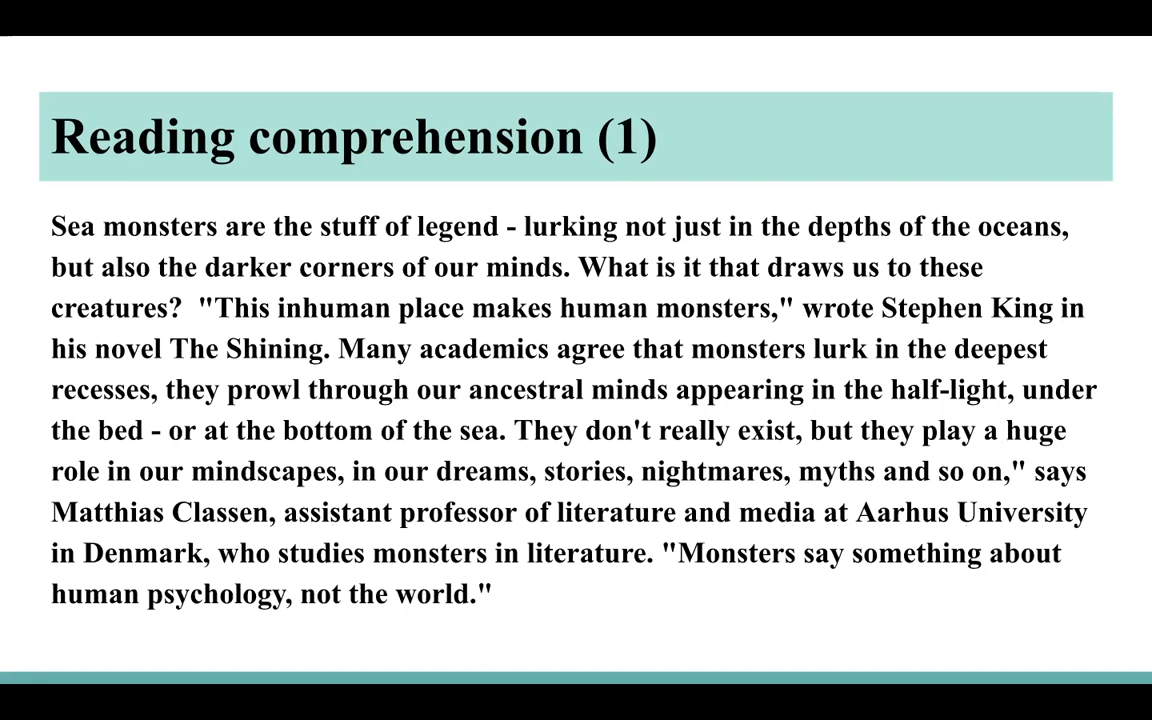 Reading comprehension (1)
Sea monsters are the stuff of legend - lurking not just in the depths of the oceans,
but also the darker corners of our minds. What is it that draws us to these
creatures?  "This inhuman place makes human monsters," wrote Stephen King in
his novel The Shining. Many academics agree that monsters lurk in the deepest
recesses, they prowl through our ancestral minds appearing in the half-light, under
the bed - or at the bottom of the sea. They don't really exist, but they play a huge
role in our mindscapes, in our dreams, stories, nightmares, myths and so on," says
Matthias Classen, assistant professor of literature and media at Aarhus University
in Denmark, who studies monsters in literature. "Monsters say something about
human psychology, not the world."